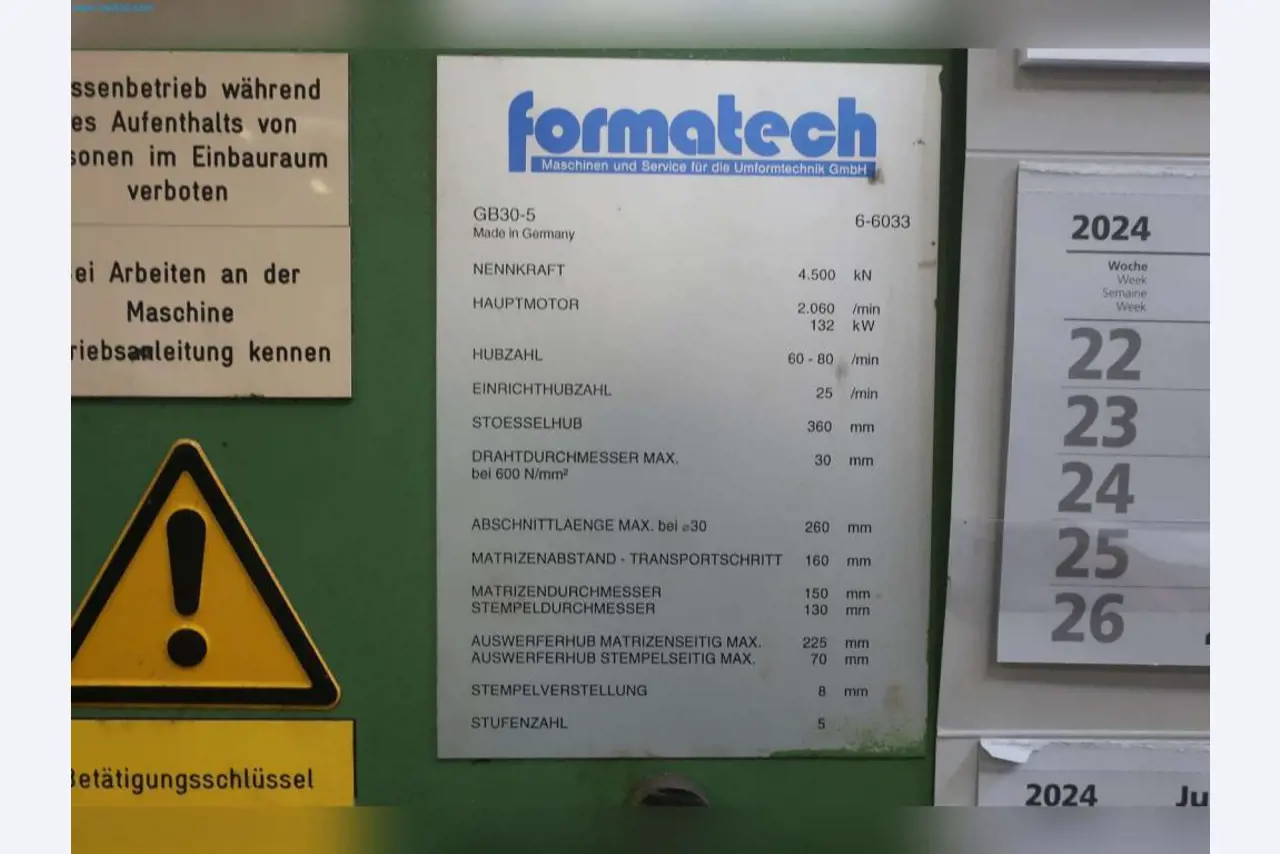 ssenbetrieb während
es Aufenthalts von
sonen im Einbauraum
verboten
ei Arbeiten an der
Maschine
riebsanleitung kennen
Betätigungsschlüssel
formatech
Maschinen und Service für die Umformtechnik GmbH
GB30-5 6-6033
Made in Germany
NENNKRAFT 4.500 kN
HAUPTMOTOR 2.060 /min
132 kW
HUBZAHL 60 - 80 /min
EINRICHTHUBZAHL 25 /min
STOESSELHUB 360 mm
DRAHTDURCHMESSER MAX. 30 mm
bei 600 N/mm²
ABSCHNITTLAENGE MAX. bei ⌀30 260 mm
MATRIZENABSTAND - TRANSPORTSCHRITT 160 mm
MATRIZENDURCHMESSER 150 mm
STEMPELDURCHMESSER 130 mm
AUSWERFERHUB MATRIZENSEITIG MAX. 225 mm
AUSWERFERHUB STEMPELSEITIG MAX. 70 mm
STEMPELVERSTELLUNG 8 mm
STUFENZAHL 5
2024
Woche
Week
Semaine
Week
22
23
24
25
26
2024 Ju